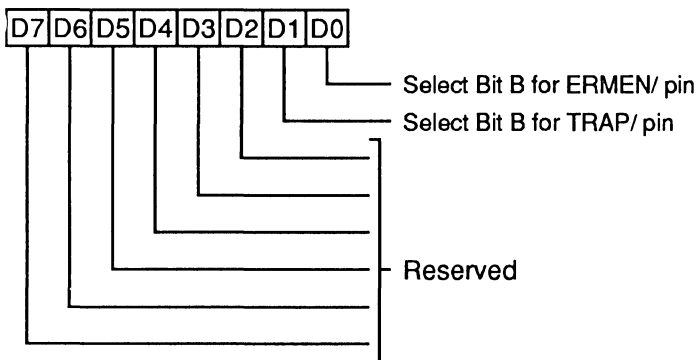 D7 D6 D5 D4 D3 D2 D1 D0
Select Bit B for ERMEN/ pin
Select Bit B for TRAP/ pin
Reserved